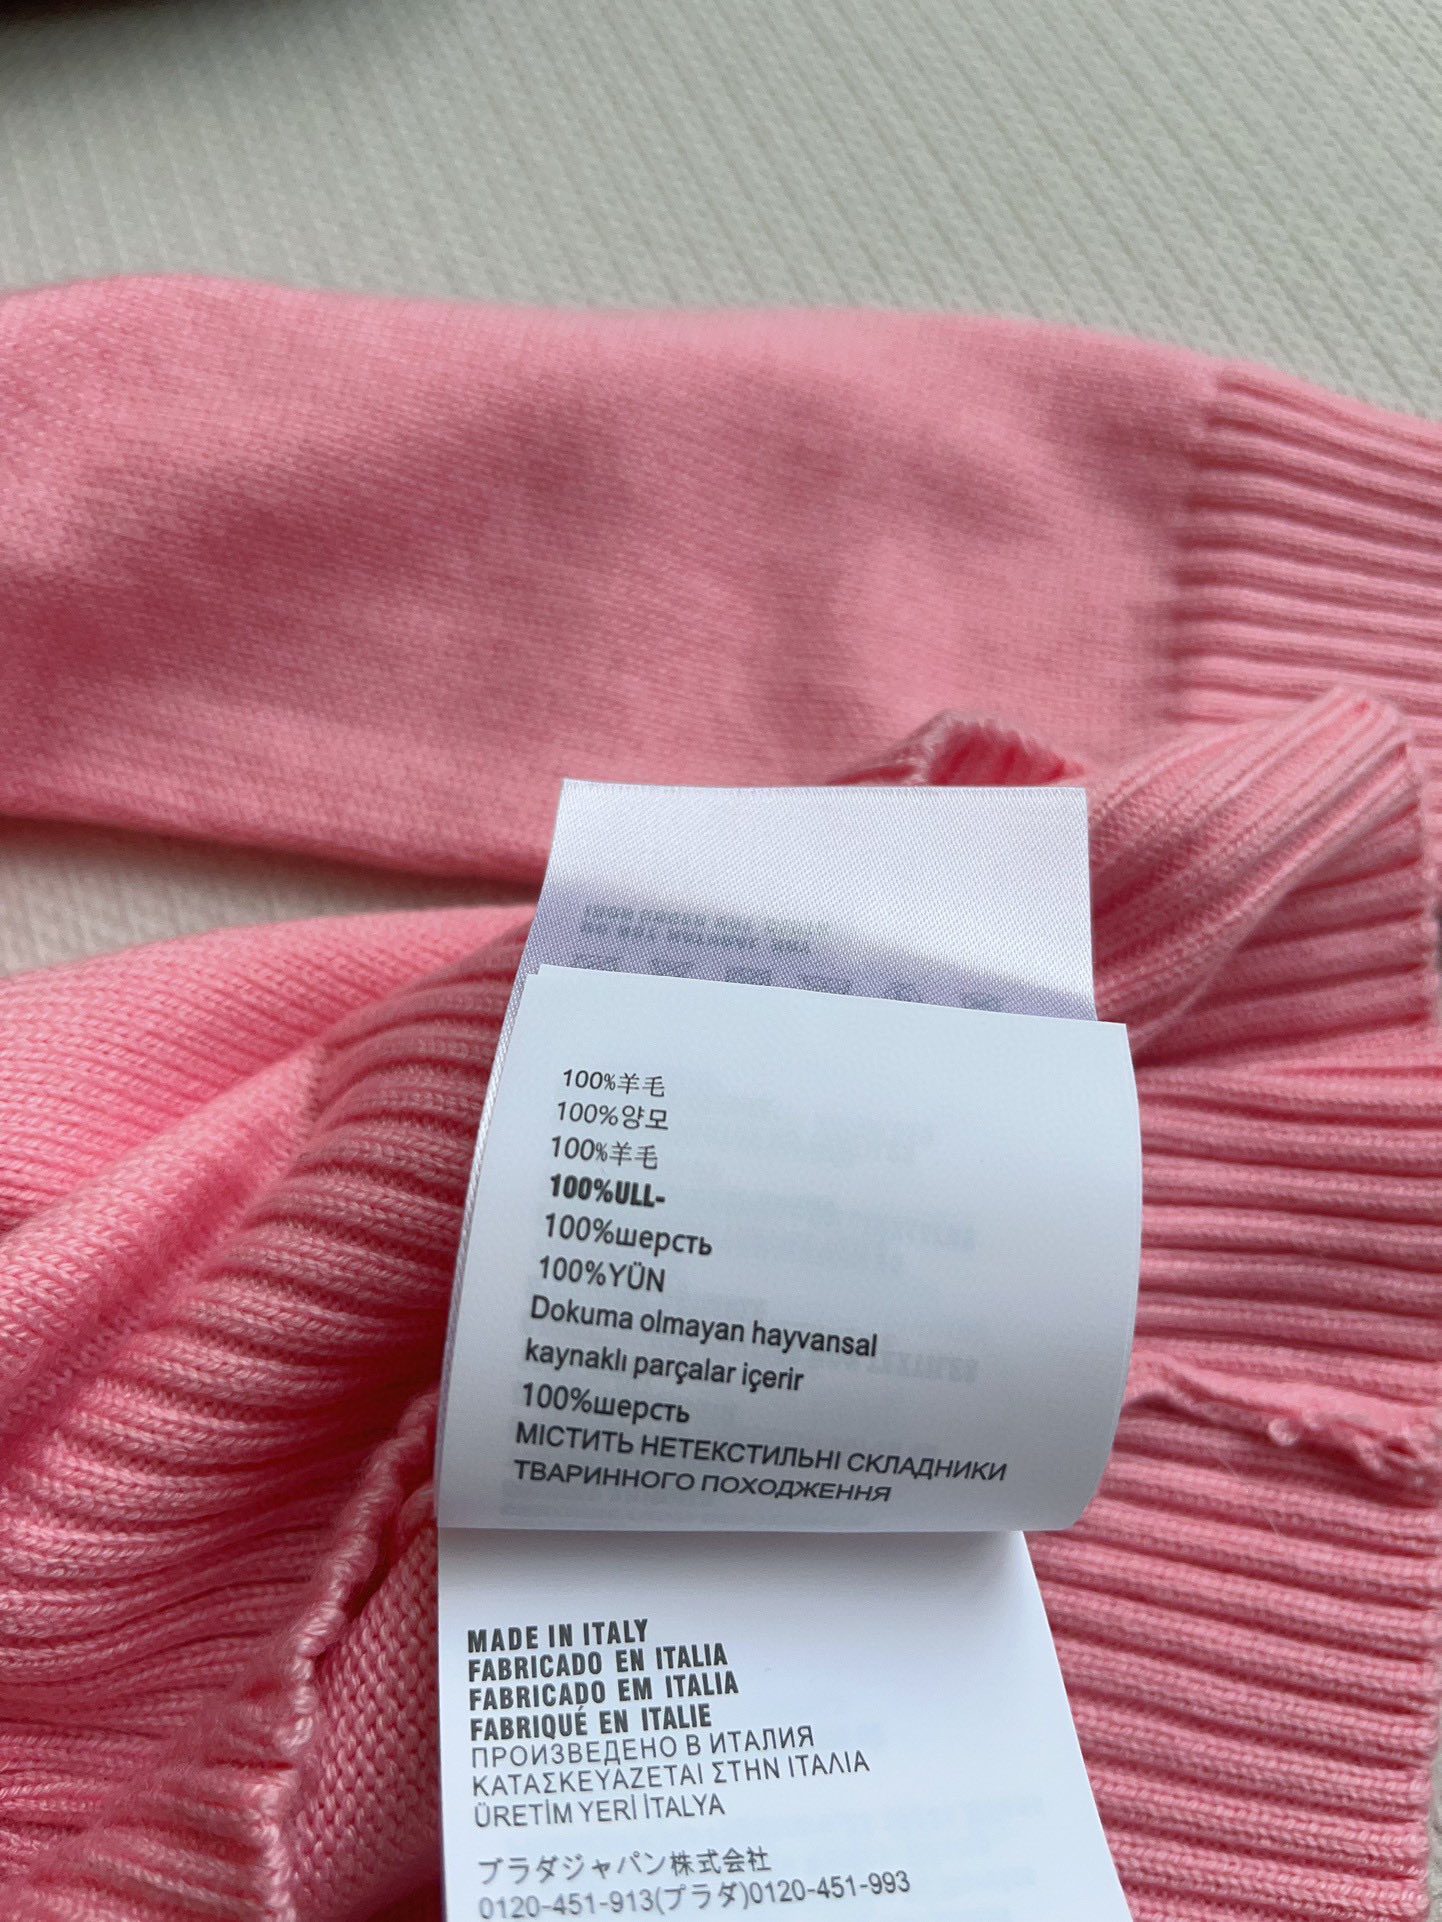 100%羊毛
100%양모
100%羊毛
100%ULL-
100%шерсть
100%YÜN
Dokuma olmayan hayvansal
kaynaklı parçalar içerir
100%шерсть
МІСТИТЬ НЕТЕКСТИЛЬНІ СКЛАДНИКИ
ТВАРИННОГО ПОХОДЖЕННЯ
MADE IN ITALY
FABRICADO EN ITALIA
FABRICADO EM ITALIA
FABRIQUÉ EN ITALIE
ПРОИЗВЕДЕНО В ИТАЛИЯ
ΚΑΤΑΣΚΕΥΑΖΕΤΑΙ ΣΤΗΝ ΙΤΑΛΙΑ
ÜRETİM YERİ İTALYA
プラダジャパン株式会社
0120-451-913(プラダ)0120-451-993